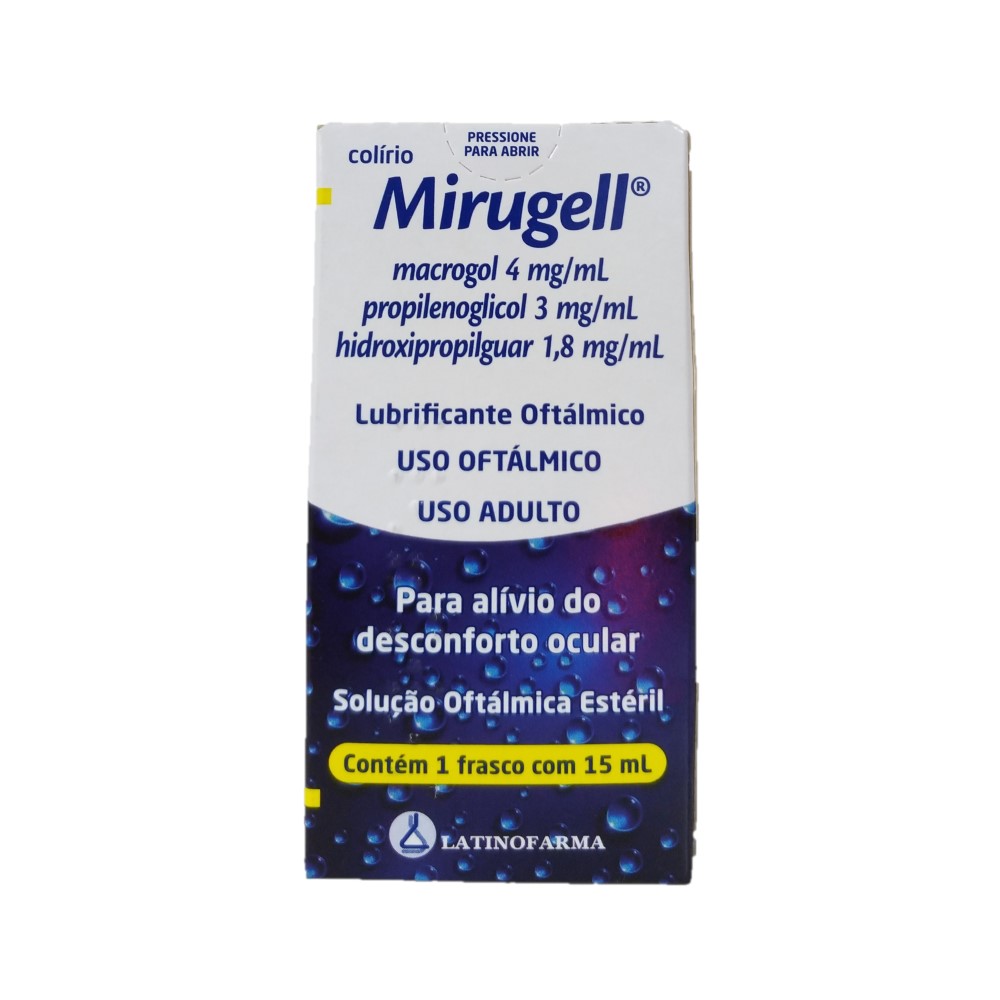 PRESSIONE
PARA ABRIR
colírio
Mirugell®
macrogol 4 mg/mL
propilenoglicol 3 mg/mL
hidroxipropilguar 1,8 mg/mL
Lubrificante Oftálmico
USO OFTÁLMICO
USO ADULTO
Para alívio do
desconforto ocular
Solução Oftálmica Estéril
Contém 1 frasco com 15 mL
LATINOFARMA